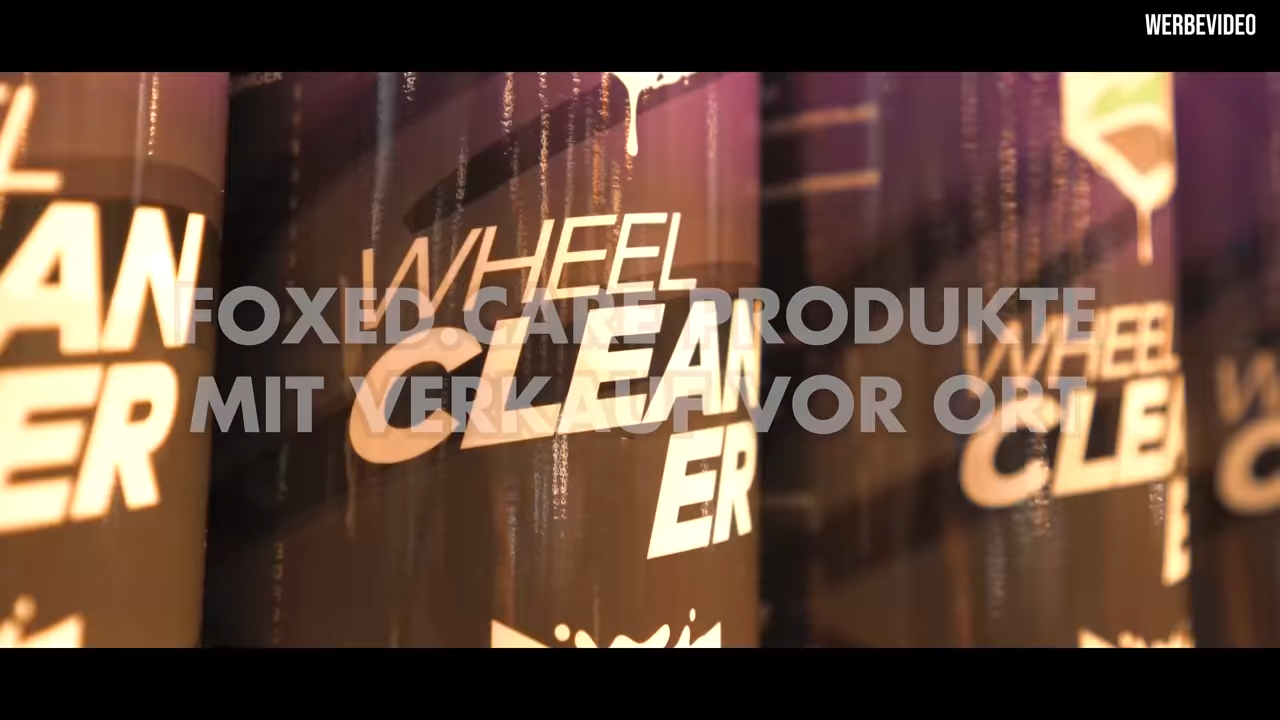 WERBEVIDEO
WHEEL
CLEAN
ER
FOXED.CARE PRODUKTE
MIT VERKAUF VOR ORT
AN
ER
WHEEL
CLEA
E